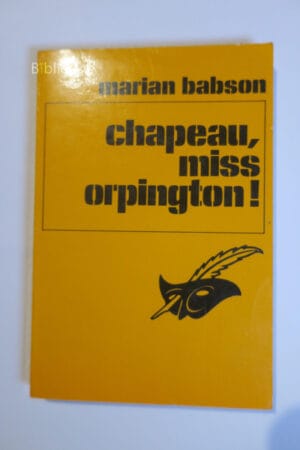 marian babson
chapeau,
miss
orpington !